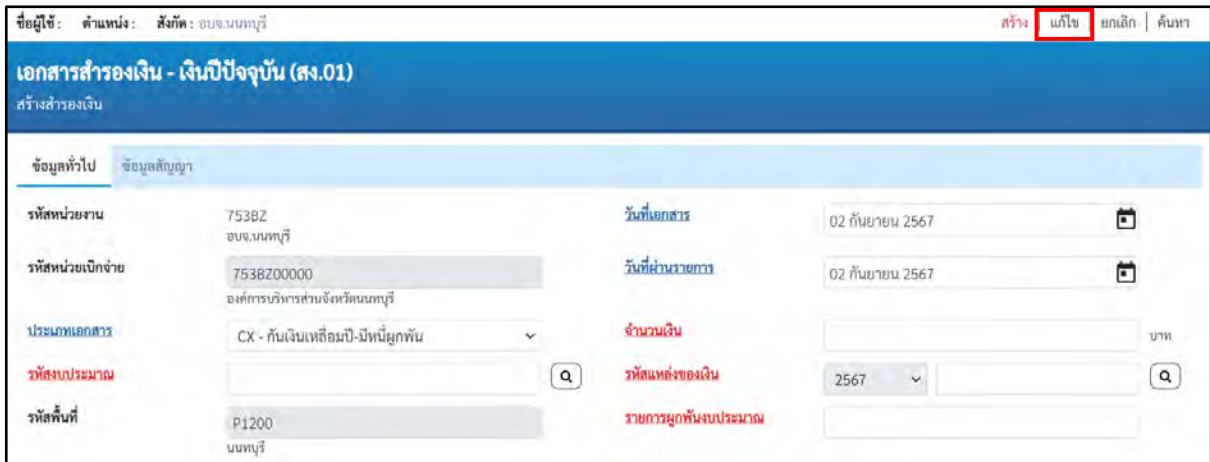 ชื่อผู้ใช้ : ตำแหน่ง : สังกัด : อบจ.นนทบุรี สร้าง แก้ไข ยกเลิก ค้นหา
เอกสารสำรองเงิน - เงินปีปัจจุบัน (สง.01)
สร้างสำรองเงิน
ข้อมูลทั่วไป ข้อมูลสัญญา
รหัสหน่วยงาน 753BZ วันที่เอกสาร 02 กันยายน 2567
อบจ.นนทบุรี
รหัสหน่วยเบิกจ่าย 753BZ00000 วันที่ผ่านรายการ 02 กันยายน 2567
องค์การบริหารส่วนจังหวัดนนทบุรี
ประเภทเอกสาร CX - กันเงินเหลื่อมปี-มีหนี้ผูกพัน จำนวนเงิน บาท
รหัสงบประมาณ รหัสแหล่งของเงิน 2567
รหัสพื้นที่ P1200 รายการผูกพันงบประมาณ
นนทบุรี